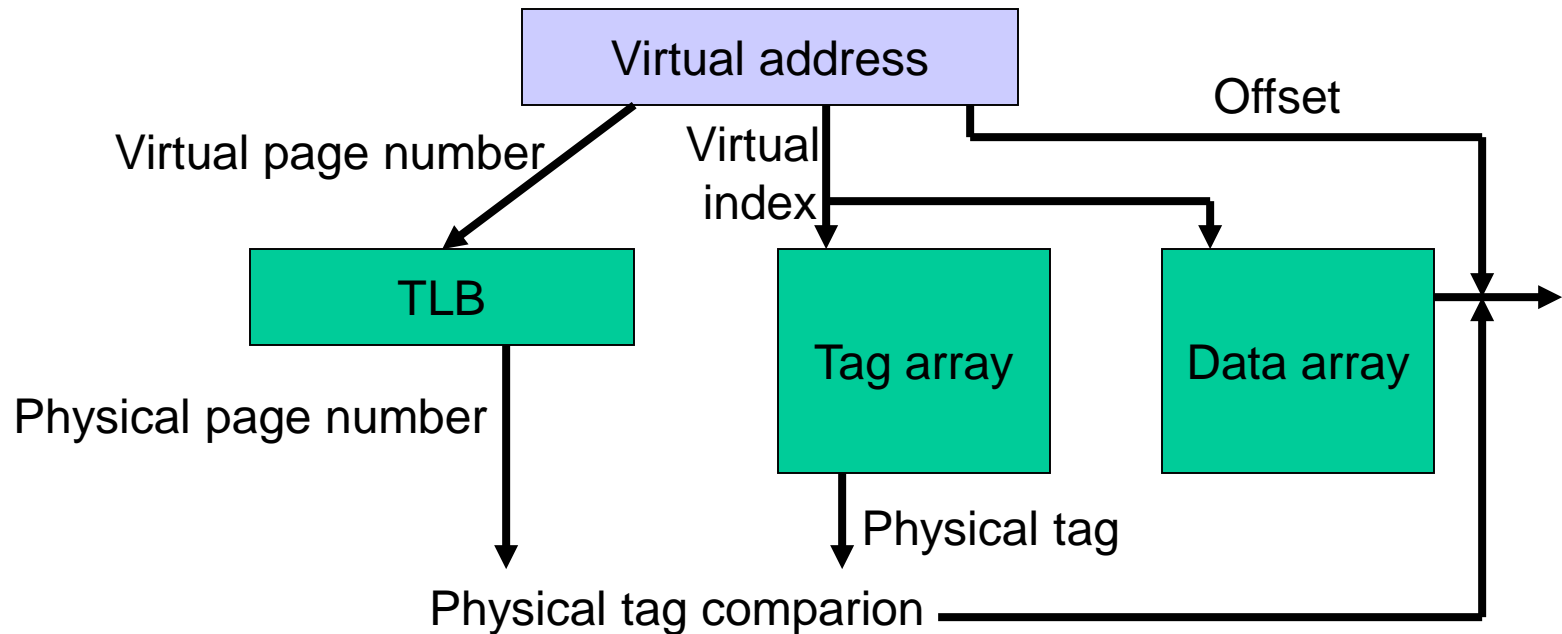 Virtual address
Offset
Virtual page number
Virtual
index
TLB
Tag array
Data array
Physical page number
Physical tag
Physical tag comparion